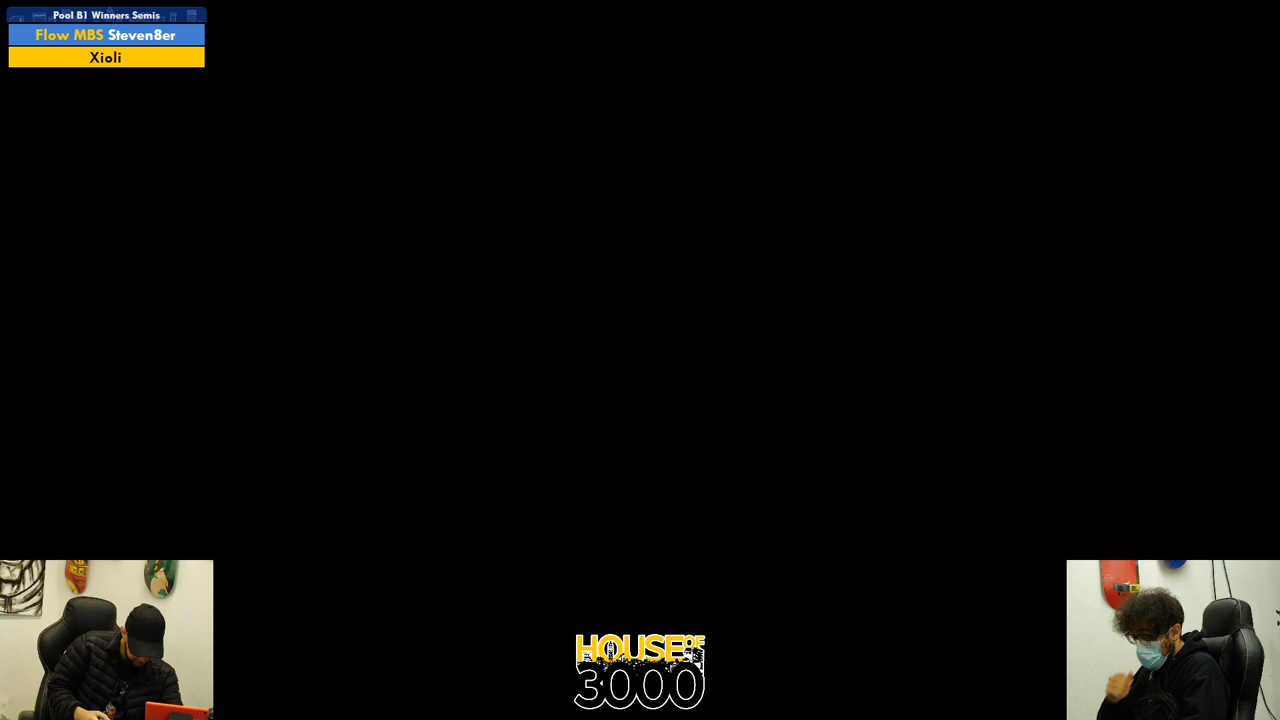 Pool B1 Winners Semis
Flow MBS Steven8er
Xioli
HOUSE OF
3000